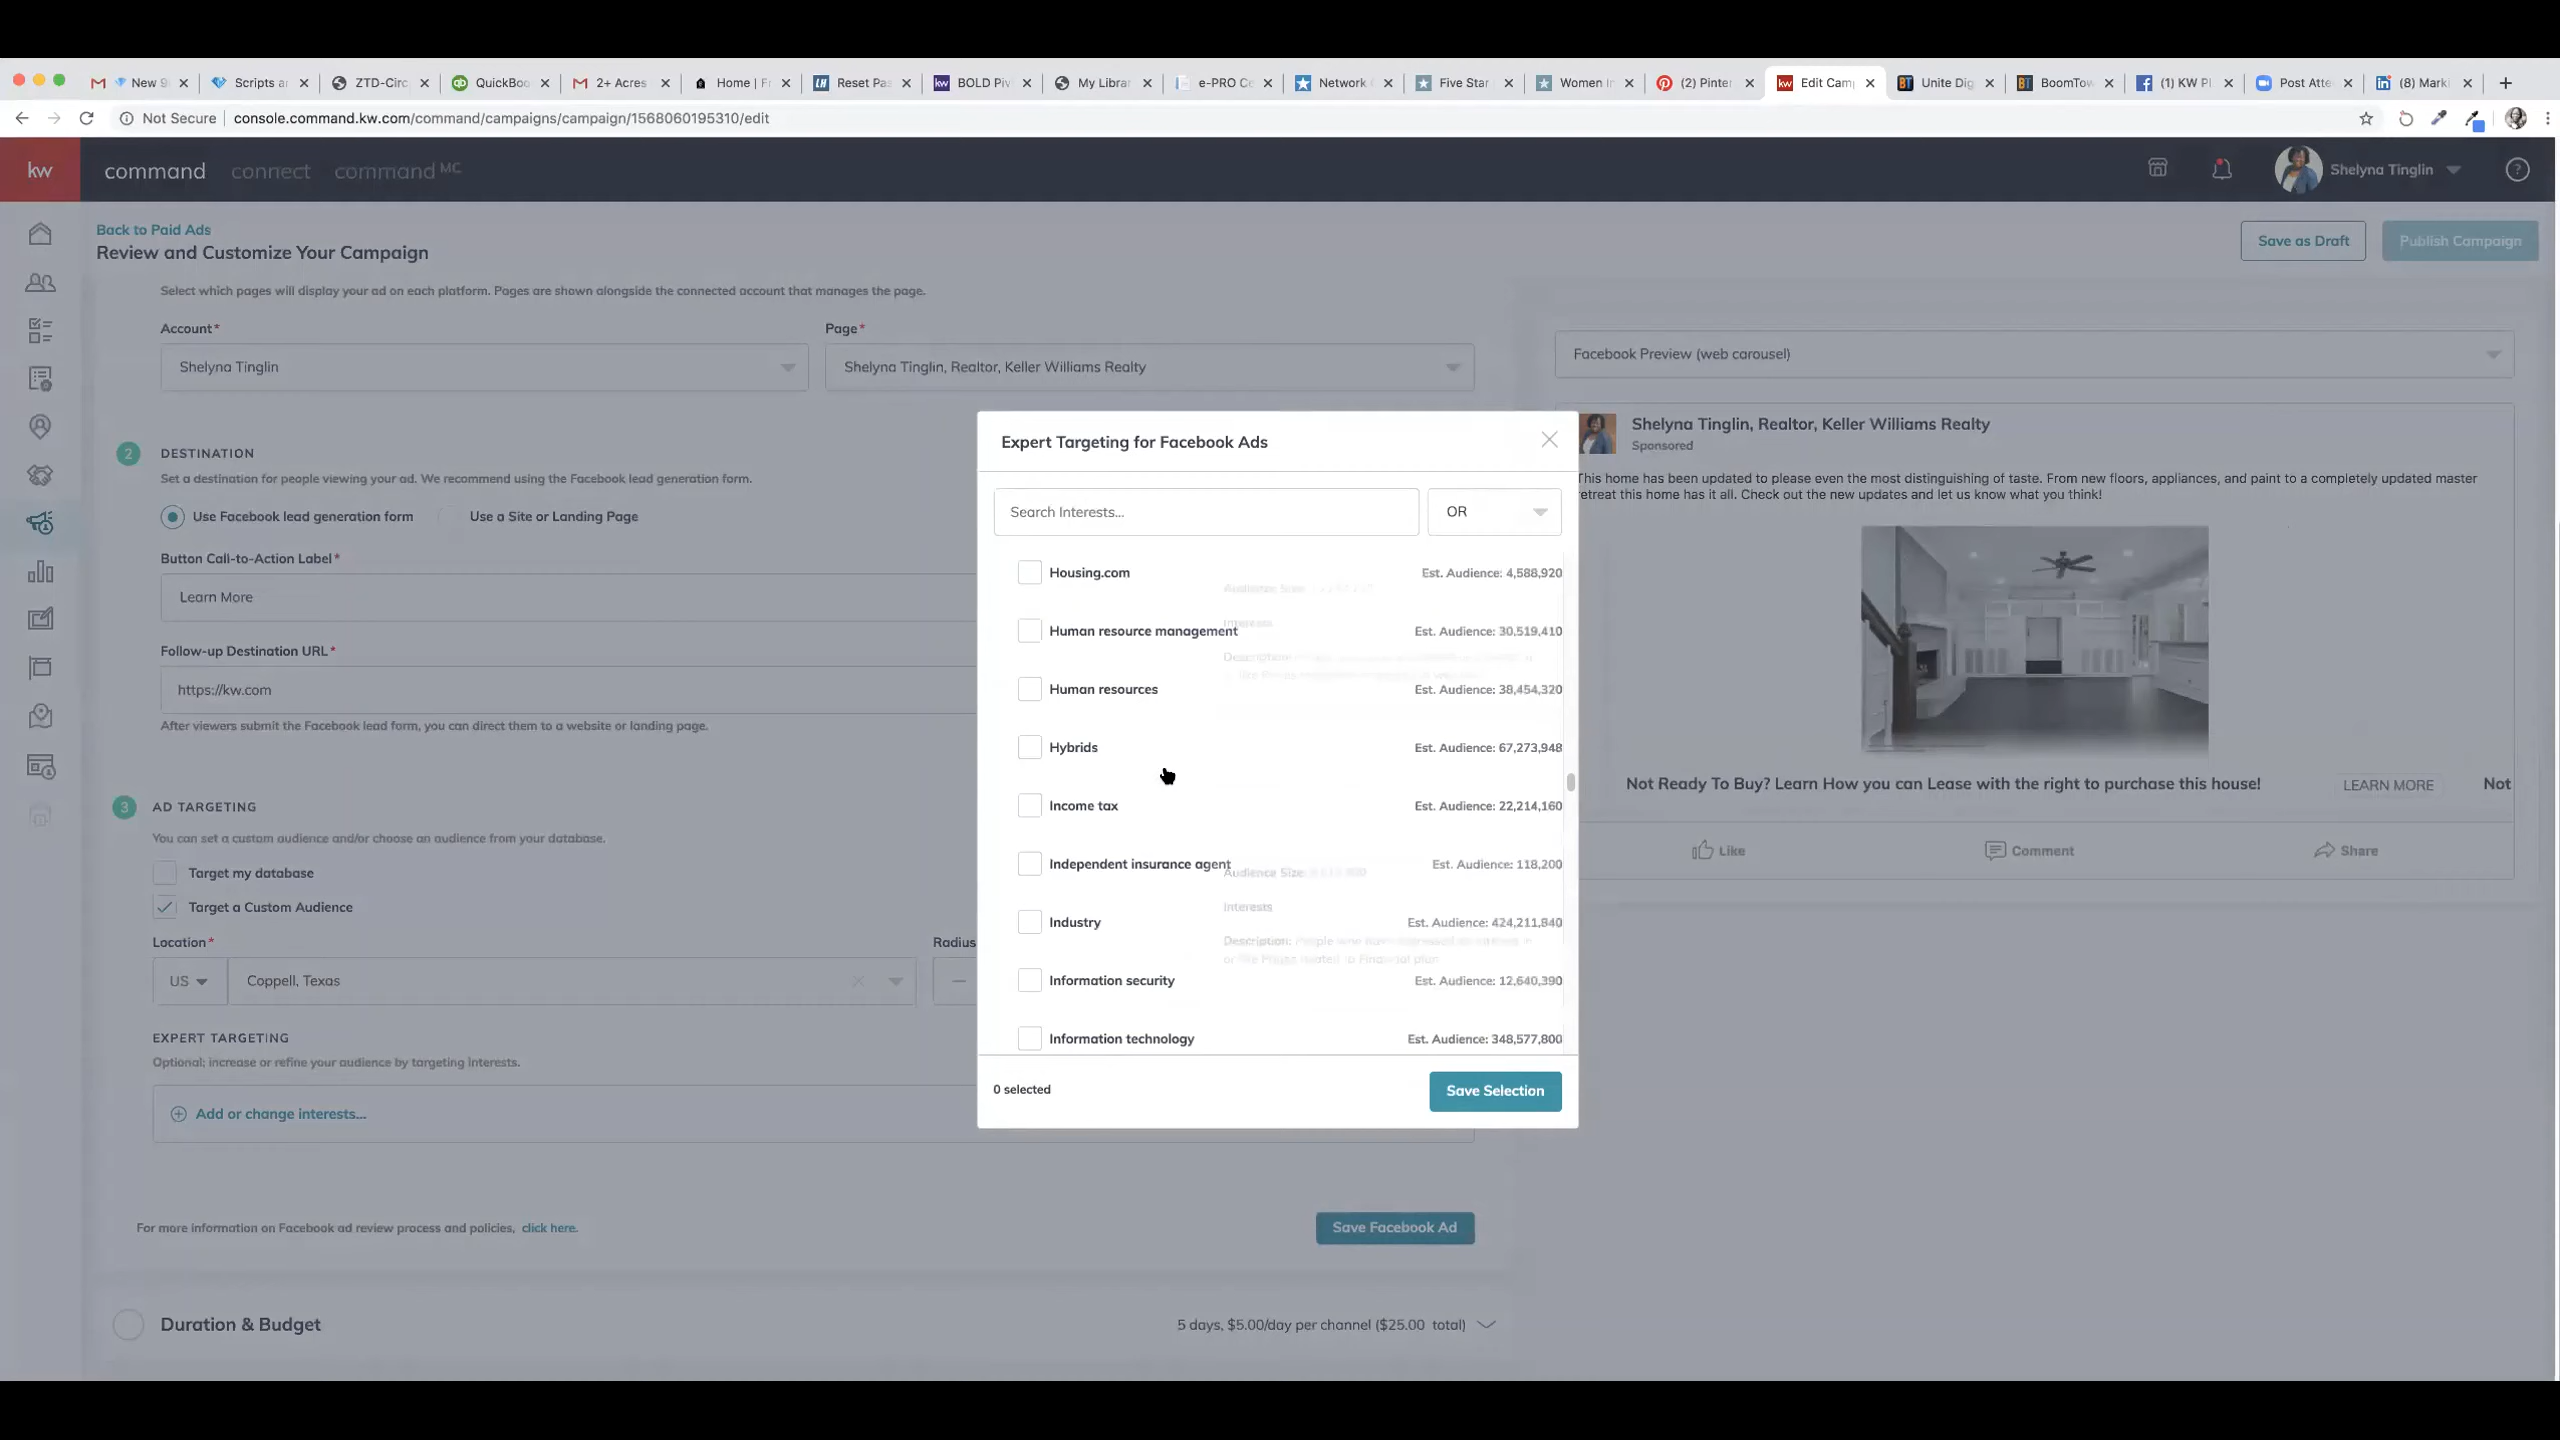 New 9
Scripts a
ZTD-Circ
QuickBoo
2+ Acres
Home | Fr
Reset Pas
BOLD Piv
My Librar
e-PRO Ce
Network
Five Star
Women In
(2) Pinter
Edit Cam
Unite Dig
BoomTow
(1) KW Pl
Post Atte
(8) Marki
Not Secure | console.command.kw.com/command/campaigns/campaign/1568060195310/edit
kw
command connect command MC
Shelyna Tinglin
Back to Paid Ads
Review and Customize Your Campaign
Save as Draft
Publish Campaign
Select which pages will display your ad on each platform. Pages are shown alongside the connected account that manages the page.
Account*
Page*
Shelyna Tinglin
Shelyna Tinglin, Realtor, Keller Williams Realty
2 DESTINATION
Set a destination for people viewing your ad. We recommend using the Facebook lead generation form.
Use Facebook lead generation form
Use a Site or Landing Page
Button Call-to-Action Label*
Learn More
Follow-up Destination URL*
https://kw.com
After viewers submit the Facebook lead form, you can direct them to a website or landing page.
3 AD TARGETING
You can set a custom audience and/or choose an audience from your database.
Target my database
Target a Custom Audience
Location*
Radius
US
Coppell, Texas
EXPERT TARGETING
Optional: increase or refine your audience by targeting interests.
Add or change interests...
For more information on Facebook ad review process and policies, click here.
Save Facebook Ad
Duration & Budget
5 days, $5.00/day per channel ($25.00 total)
Expert Targeting for Facebook Ads
Search Interests...
OR
Housing.com Est. Audience: 4,588,920
Human resource management Est. Audience: 30,519,410
Human resources Est. Audience: 38,454,320
Hybrids Est. Audience: 67,273,948
Income tax Est. Audience: 22,214,160
Independent insurance agent Est. Audience: 118,200
Audience Size
Interests
Industry Est. Audience: 424,211,840
Description:
Information security Est. Audience: 12,640,390
Information technology Est. Audience: 348,577,800
0 selected
Save Selection
Facebook Preview (web carousel)
Shelyna Tinglin, Realtor, Keller Williams Realty
Sponsored
This home has been updated to please even the most distinguishing of taste. From new floors, appliances, and paint to a completely updated master
retreat this home has it all. Check out the new updates and let us know what you think!
Not Ready To Buy? Learn How you can Lease with the right to purchase this house!
LEARN MORE
Not
Like
Comment
Share